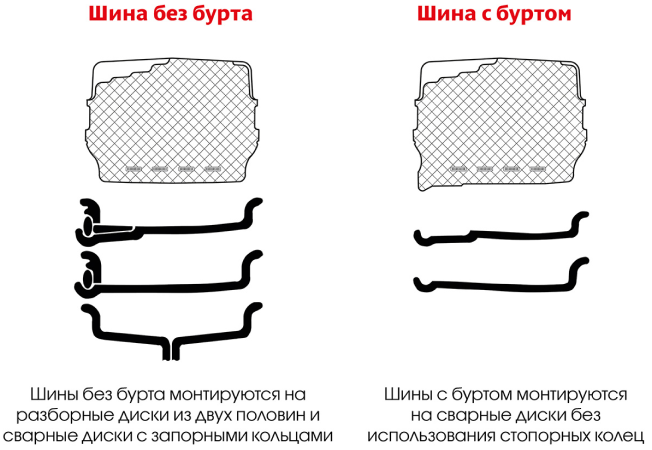 Шина без бурта
Шина с буртом
Шины без бурта монтируются на
разборные диски из двух половин и
сварные диски с запорными кольцами
Шины с буртом монтируются
на сварные диски без
использования стопорных колец